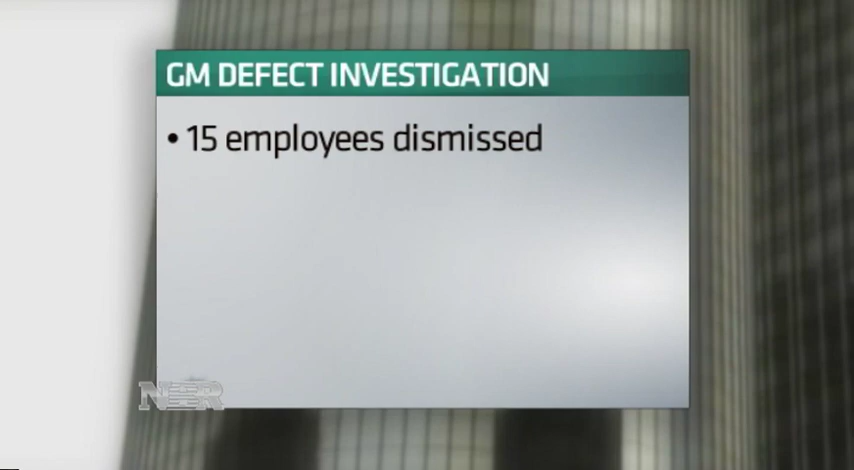 GM DEFECT INVESTIGATION
• 15 employees dismissed
NBR